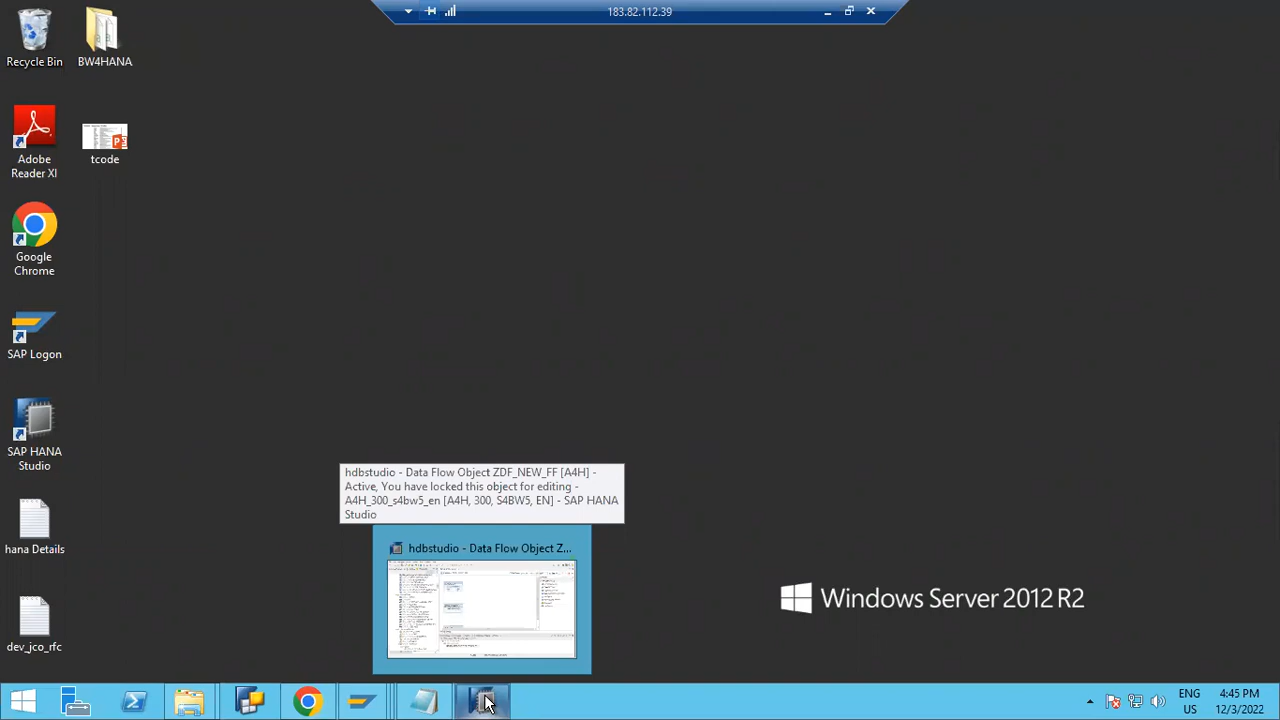 183.82.112.39
Recycle Bin
BW4HANA
Adobe
Reader XI
tcode
Google
Chrome
SAP Logon
SAP HANA
Studio
hana Details
hdbstudio - Data Flow Object ZDF_NEW_FF [A4H] -
Active, You have locked this object for editing -
A4H_300_s4bw5_en [A4H, 300, S4BW5, EN] - SAP HANA
Studio
hdbstudio - Data Flow Object Z...
Windows Server 2012 R2
dev_jco_rfc
ENG
US
4:45 PM
12/3/2022